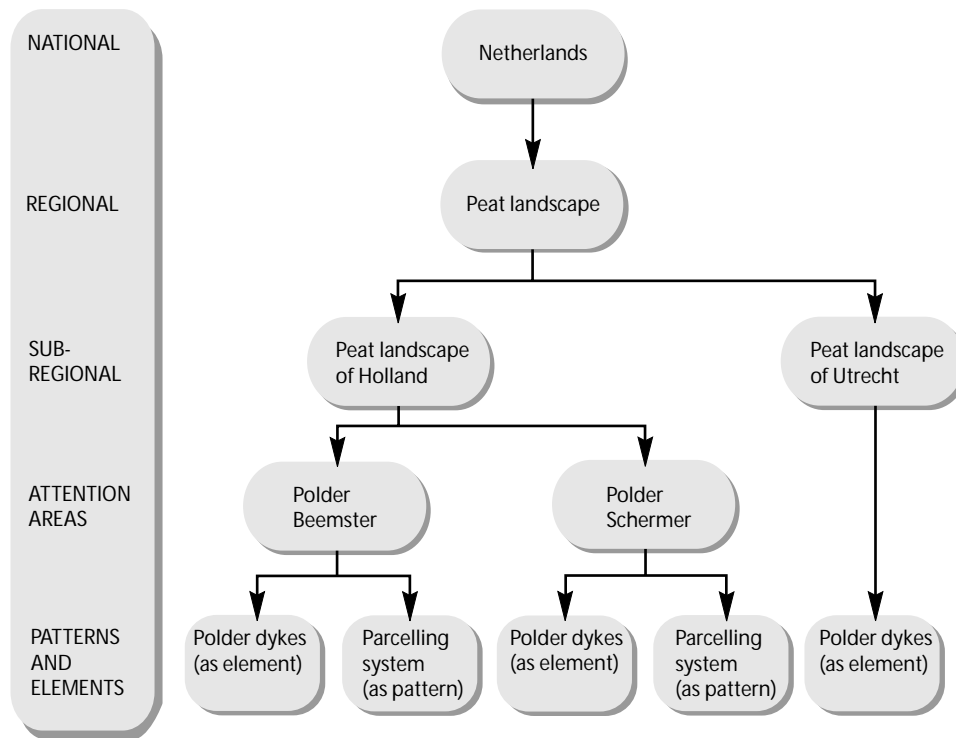 NATIONAL
Netherlands
REGIONAL
Peat landscape
SUB-
REGIONAL
Peat landscape
of Holland
Peat landscape
of Utrecht
ATTENTION
AREAS
Polder
Beemster
Polder
Schermer
PATTERNS
AND
ELEMENTS
Polder dykes
(as element)
Parcelling
system
(as pattern)
Polder dykes
(as element)
Parcelling
system
(as pattern)
Polder dykes
(as element)